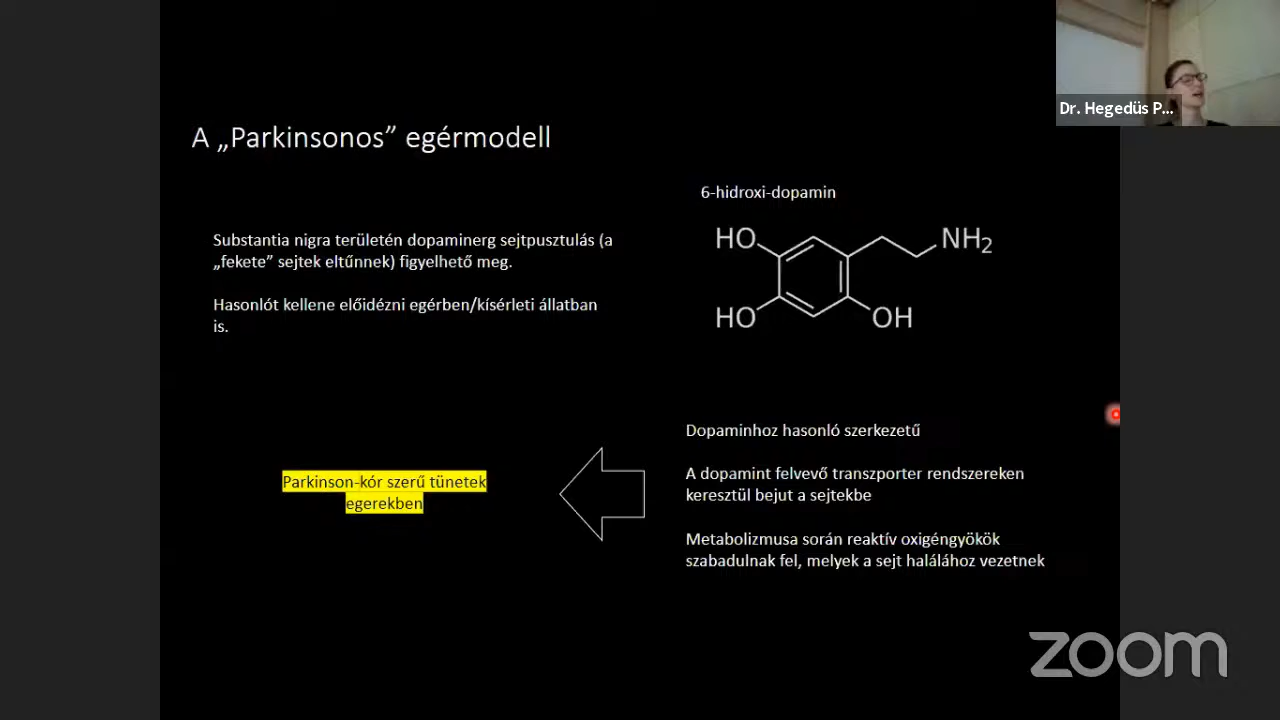 Dr. Hegedüs P...
A „Parkinsonos” egérmodell
6-hidroxi-dopamin
Substantia nigra területén dopaminerg sejtpusztulás (a
„fekete” sejtek eltűnnek) figyelhető meg.
Hasonlót kellene előidézni egérben/kísérleti állatban
is.
HO
NH2
HO
OH
Dopaminhoz hasonló szerkezetű
A dopamint felvevő transzporter rendszereken
keresztül bejut a sejtekbe
Metabolizmusa során reaktív oxigéngyökök
szabadulnak fel, melyek a sejt halálához vezetnek
Parkinson-kór szerű tünetek
egerekben
zoom